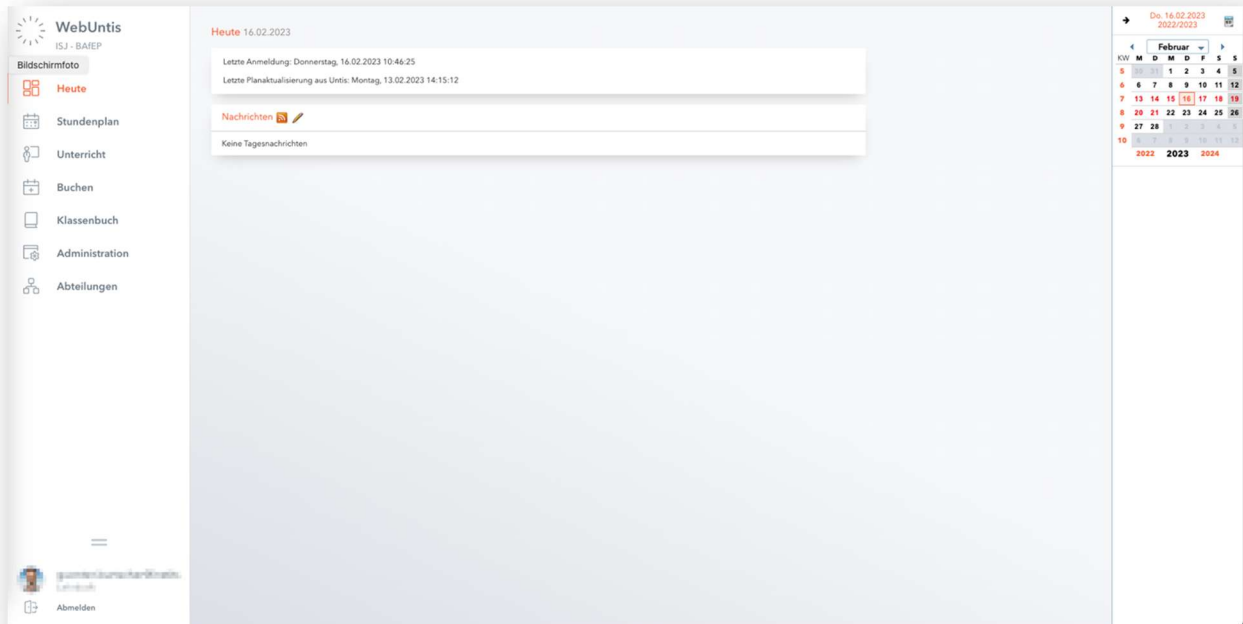 WebUntis
ISJ - BAfEP
Bildschirmfoto
Heute
Stundenplan
Unterricht
Buchen
Klassenbuch
Administration
Abteilungen
Abmelden
Heute 16.02.2023
Letzte Anmeldung: Donnerstag, 16.02.2023 10:46:25
Letzte Planaktualisierung aus Untis: Montag, 13.02.2023 14:15:12
Nachrichten
Keine Tagesnachrichten
Do. 16.02.2023
2022/2023
Februar
KW M D M D F S S
5 30 31 1 2 3 4 5
6 6 7 8 9 10 11 12
7 13 14 15 16 17 18 19
8 20 21 22 23 24 25 26
9 27 28 1 2 3 4 5
10 6 7 8 9 10 11 12
2022 2023 2024